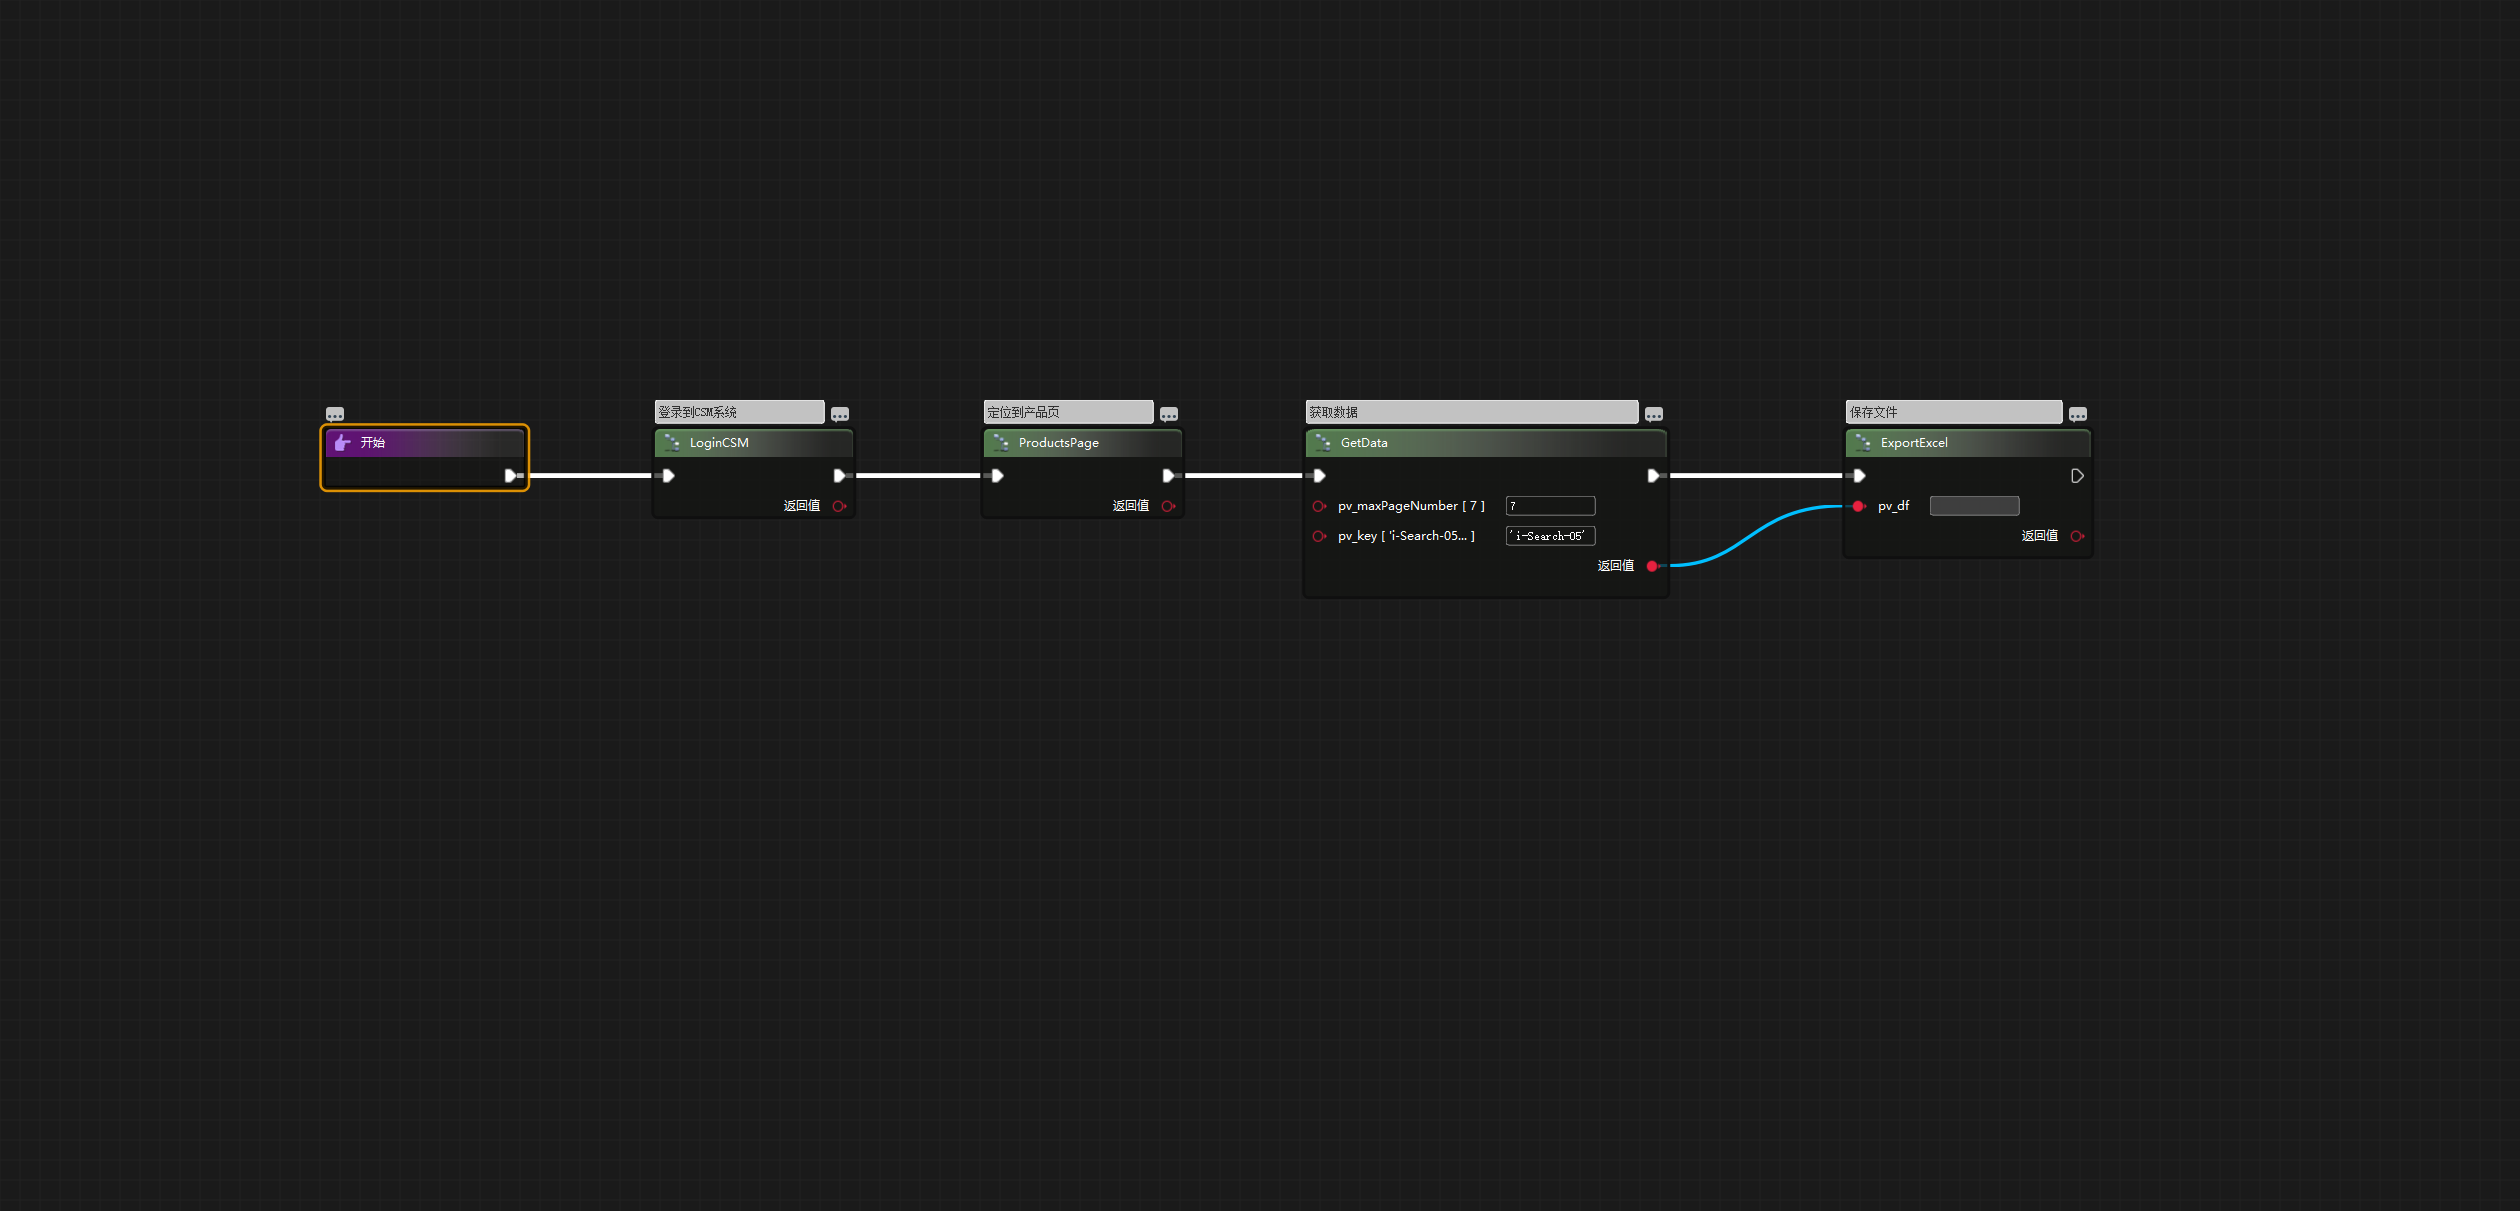 开始
登录到CSM系统
LoginCSM
返回值
定位到产品页
ProductsPage
返回值
获取数据
GetData
pv_maxPageNumber [ 7 ] 7
pv_key [ 'i-Search-05... ] 'i-Search-05'
返回值
保存文件
ExportExcel
pv_df
返回值